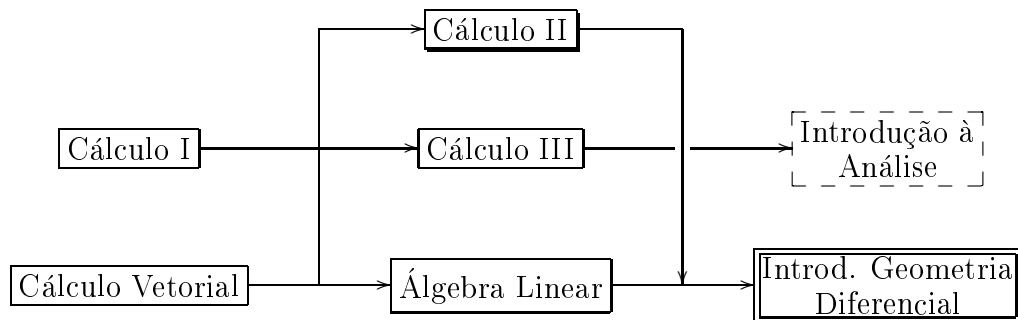 Cálculo II
Cálculo I
Cálculo III
Introdução à
Análise
Cálculo Vetorial
Álgebra Linear
Introd. Geometria
Diferencial